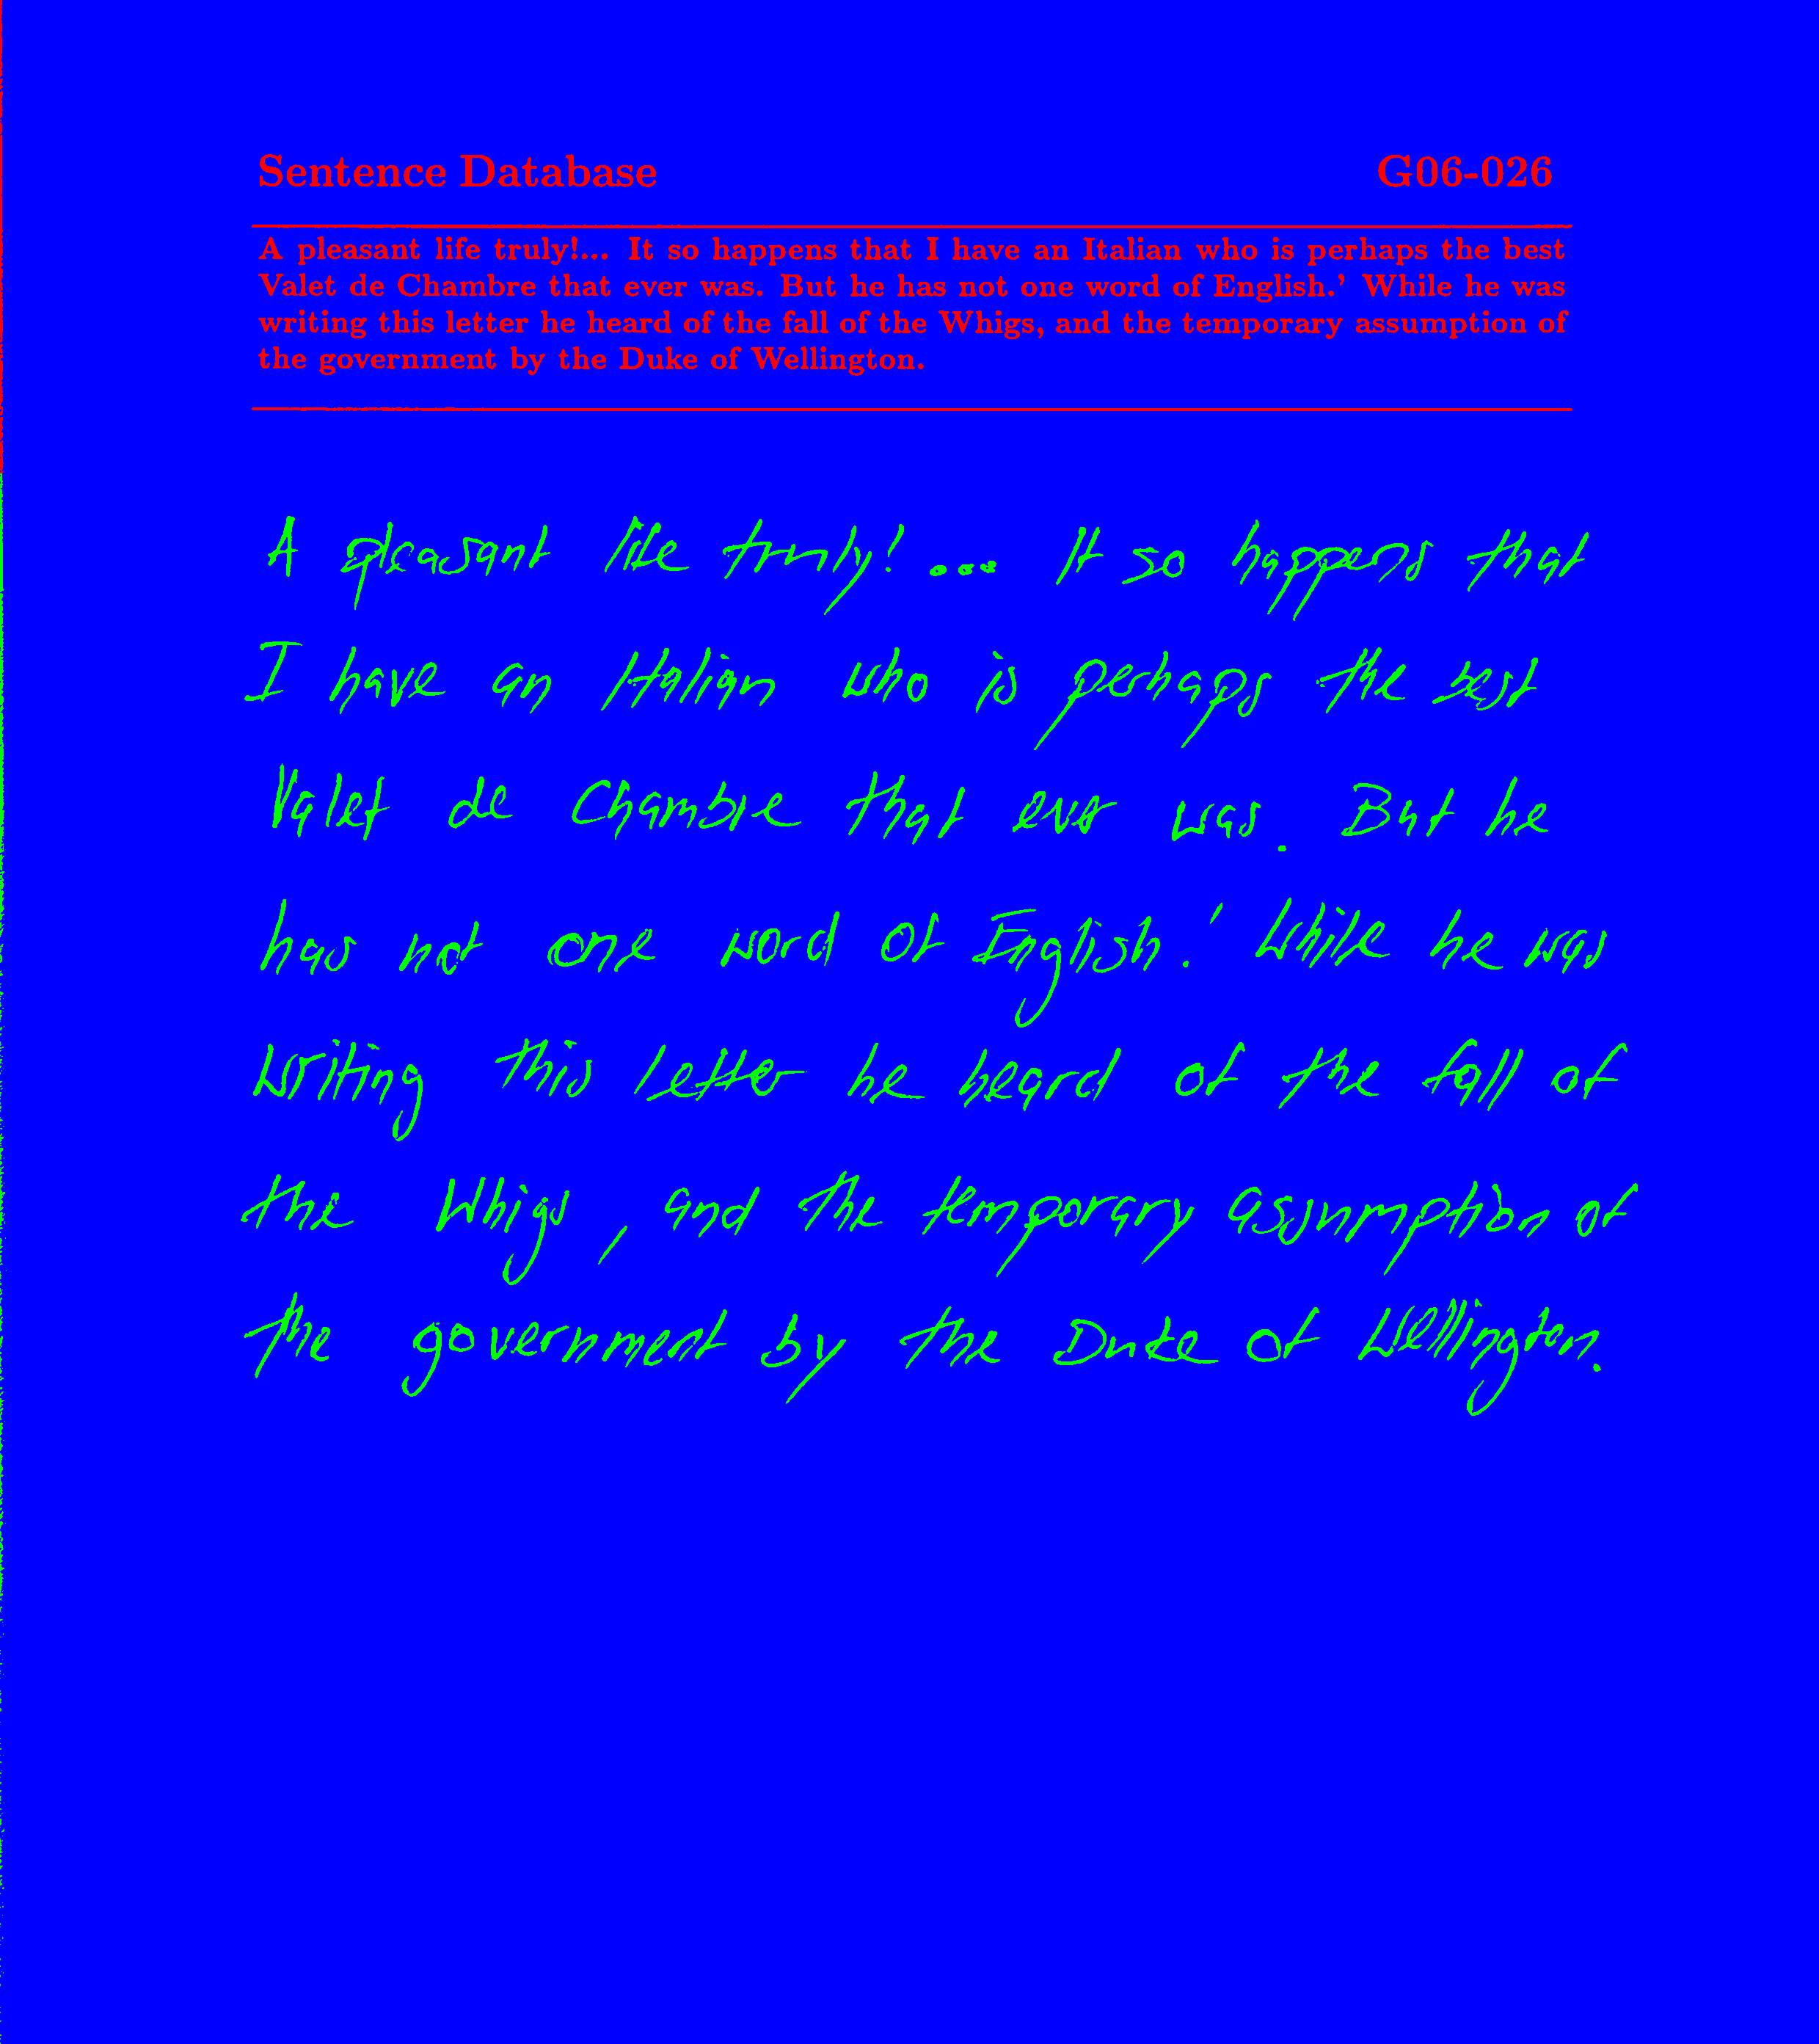 Sentence Database G06-026
A pleasant life truly!... It so happens that I have an Italian who is perhaps the best
Valet de Chambre that ever was. But he has not one word of English.' While he was
writing this letter he heard of the fall of the Whigs, and the temporary assumption of
the government by the Duke of Wellington.
A pleasant life truly! ... It so happens that
I have an Italian who is perhaps the best
Valet de Chambre that ever was. But he
has not one word of English.' While he was
writing this letter he heard of the fall of
the Whigs, and the temporary assumption of
the government by the Duke of Wellington.